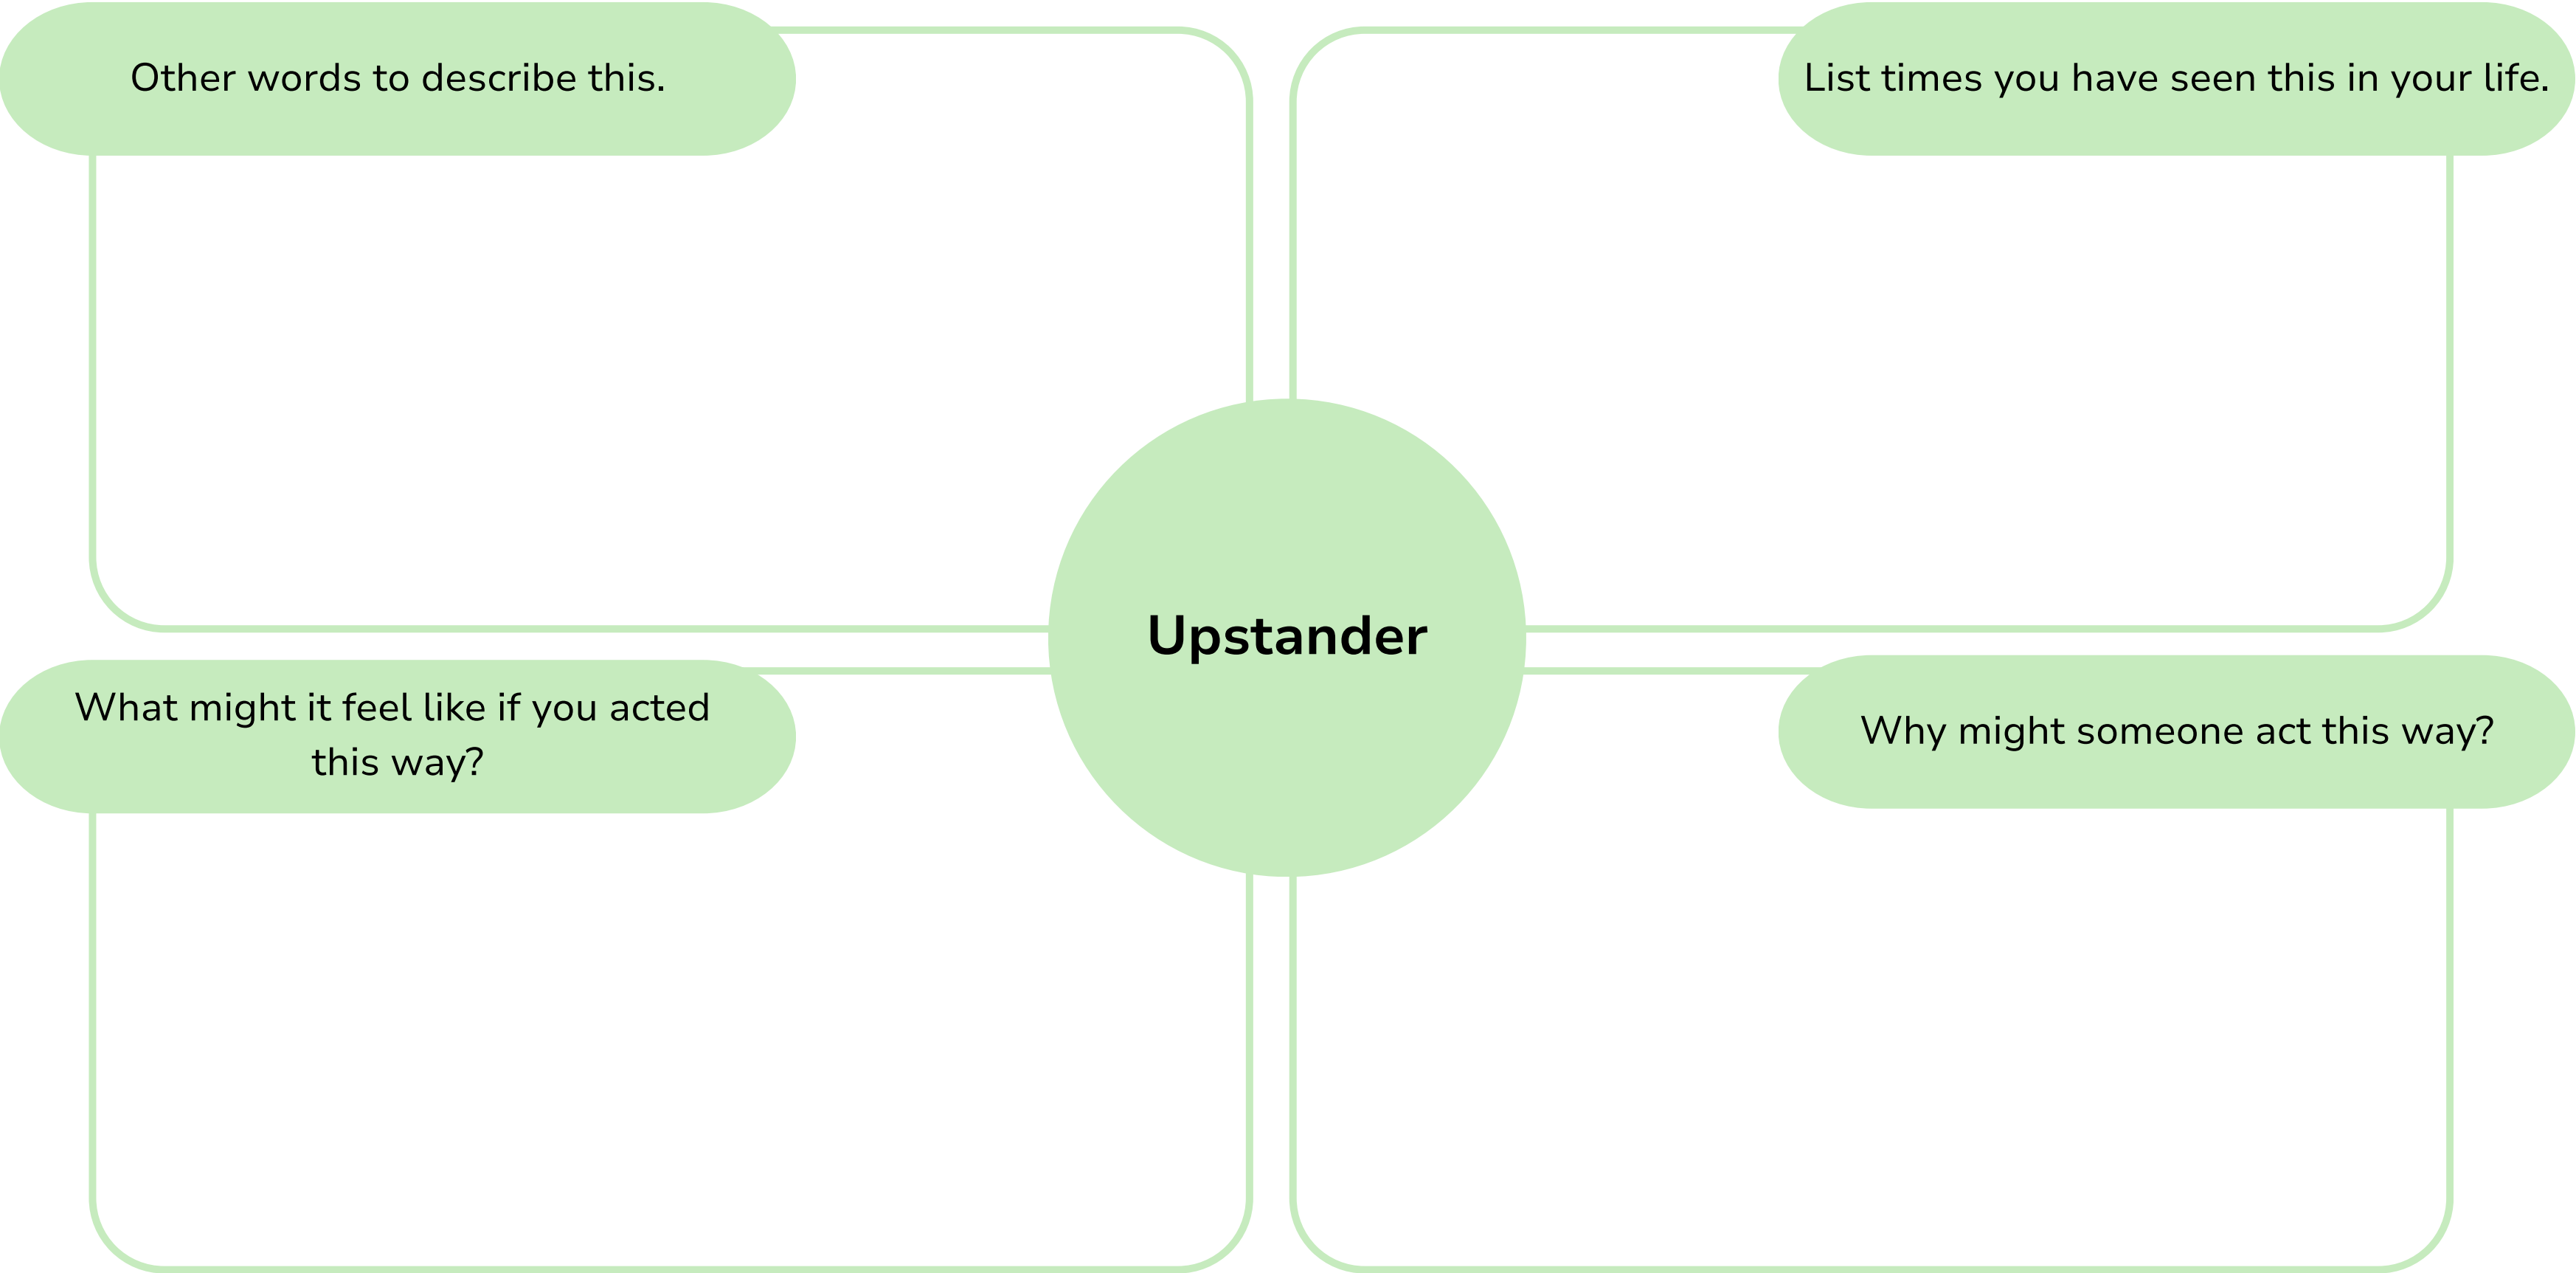 Other words to describe this.
List times you have seen this in your life.
Upstander
What might it feel like if you acted
this way?
Why might someone act this way?